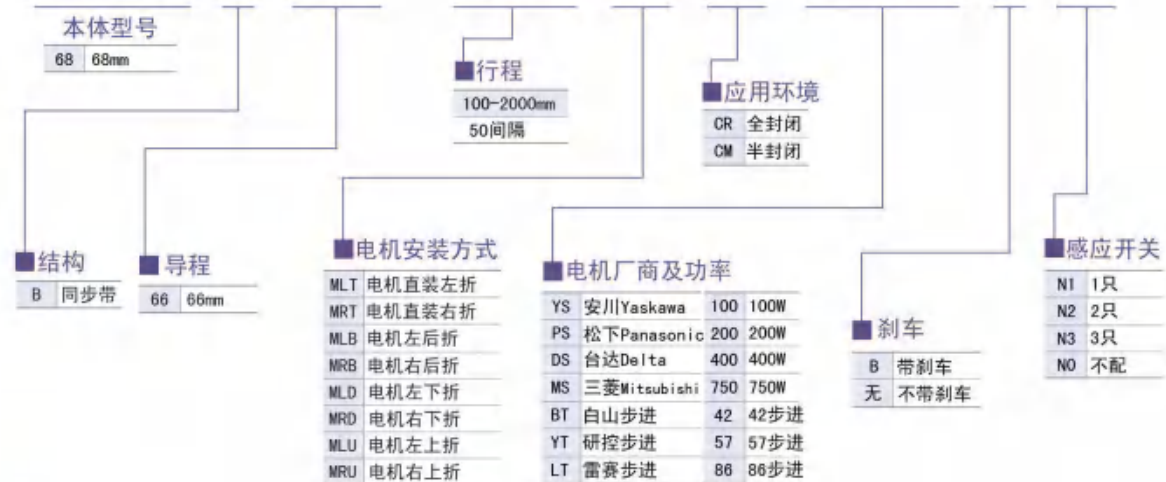 本体型号
68 68mm
■行程
100-2000mm
50间隔
■应用环境
CR 全封闭
CM 半封闭
■结构
B 同步带
■导程
66 66mm
■电机安装方式
MLT 电机直装左折
MRT 电机直装右折
MLB 电机左后折
MRB 电机右后折
MLD 电机左下折
MRD 电机右下折
MLU 电机左上折
MRU 电机右上折
■电机厂商及功率
YS 安川Yaskawa 100 100W
PS 松下Panasonic 200 200W
DS 台达Delta 400 400W
MS 三菱Mitsubishi 750 750W
BT 白山步进 42 42步进
YT 研控步进 57 57步进
LT 雷赛步进 86 86步进
■刹车
B 带刹车
无 不带刹车
■感应开关
N1 1只
N2 2只
N3 3只
N0 不配